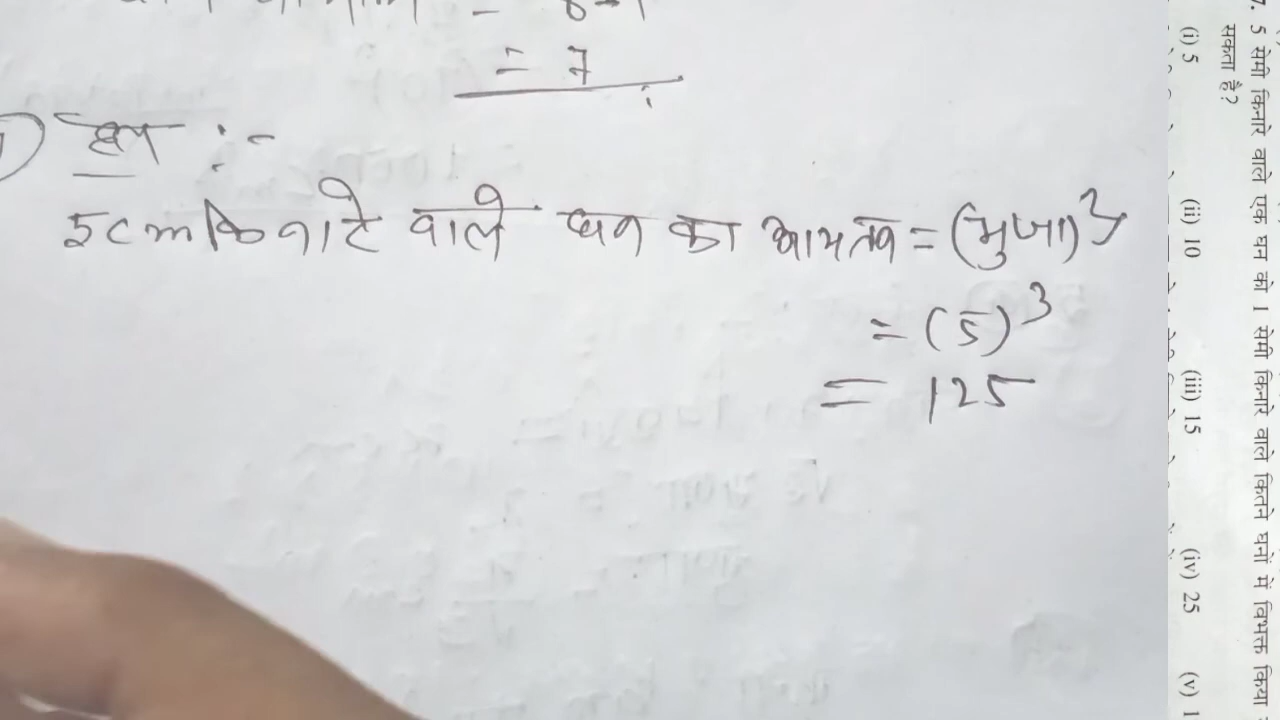 = 7
हल :-
5cm किनारे वाले घन का आयतन = (भुजा)³
= (5)³
= 125
7. 5 सेमी किनारे वाले एक घन को 1 सेमी किनारे वाले कितने घनों में विभक्त किया
सकता है?
(i) 5 (ii) 10 (iii) 15 (iv) 25 (v) 1